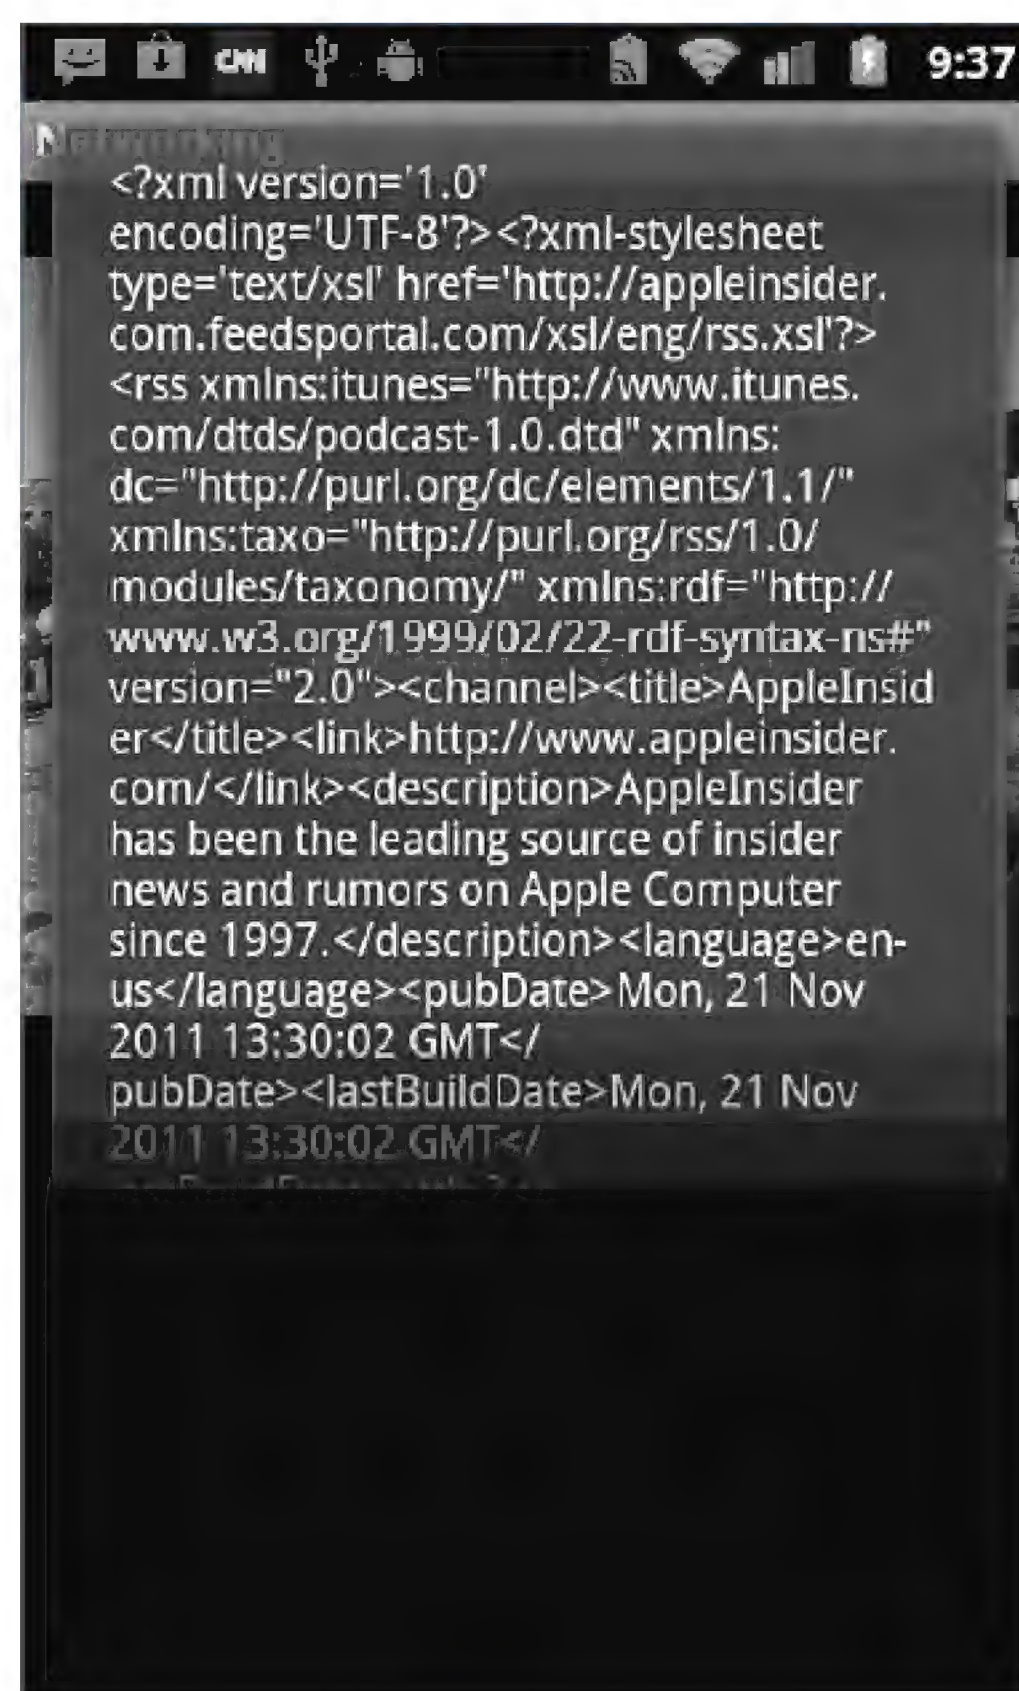 CNN
9:37
Networking
<?xml version='1.0'
encoding='UTF-8'?><?xml-stylesheet
type='text/xsl' href='http://appleinsider.
com.feedsportal.com/xsl/eng/rss.xsl'?>
<rss xmlns:itunes="http://www.itunes.
com/dtds/podcast-1.0.dtd" xmlns:
dc="http://purl.org/dc/elements/1.1/"
xmlns:taxo="http://purl.org/rss/1.0/
modules/taxonomy/" xmlns:rdf="http://
www.w3.org/1999/02/22-rdf-syntax-ns#"
version="2.0"><channel><title>AppleInsid
er</title><link>http://www.appleinsider.
com/</link><description>AppleInsider
has been the leading source of insider
news and rumors on Apple Computer
since 1997.</description><language>en-
us</language><pubDate>Mon, 21 Nov
2011 13:30:02 GMT</
pubDate><lastBuildDate>Mon, 21 Nov
2011 13:30:02 GMT</